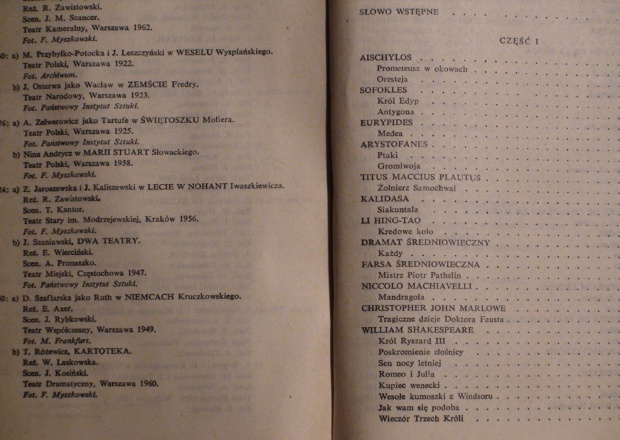 Reż. R. Zawistowski.
Scen. J. M. Szancer.
Teatr Kameralny, Warszawa 1962.
Fot. F. Myszkowski.
60: a) M. Przybyłko-Potocka i J. Leszczyński w WESELU Wyspiańskiego.
Teatr Polski, Warszawa 1922.
Fot. Archiwum.
b) J. Osterwa jako Wacław w ZEMŚCIE Fredry.
Teatr Narodowy, Warszawa 1923.
Fot. Państwowy Instytut Sztuki.
76: a) A. Zelwerowicz jako Tartufe w ŚWIĘTOSZKU Moliera.
Teatr Polski, Warszawa 1925.
Fot. Państwowy Instytut Sztuki.
b) Nina Andrycz w MARII STUART Słowackiego.
Teatr Polski, Warszawa 1958.
Fot. F. Myszkowski.
a) Z. Jaroszewska i J. Kaliszewski w LECIE W NOHANT Iwaszkiewicza.
Reż. R. Zawistowski.
Scen. T. Kantor.
Teatr Stary im. Modrzejewskiej, Kraków 1956.
Fot. F. Myszkowski.
b) J. Szaniawski, DWA TEATRY.
Reż. E. Wierciński.
Scen. A. Pronaszko.
Teatr Miejski, Częstochowa 1947.
Fot. Państwowy Instytut Sztuki.
a) D. Szaflarska jako Ruth w NIEMCACH Kruczkowskiego.
Reż. E. Axer.
Scen. J. Rybkowski.
Teatr Współczesny, Warszawa 1949.
Fot. M. Frankfurt.
b) T. Różewicz, KARTOTEKA.
Reż. W. Laskowska.
Scen. J. Kosiński.
Teatr Dramatyczny, Warszawa 1960.
Fot. F. Myszkowski.
SŁOWO WSTĘPNE
CZĘŚĆ I
AISCHYLOS
Prometeusz w okowach
Oresteja
SOFOKLES
Król Edyp
Antygona
EURYPIDES
Medea
ARYSTOFANES
Ptaki
Gromiwoja
TITUS MACCIUS PLAUTUS
Żołnierz Samochwał
KALIDASA
Siakuntala
LI HING-TAO
Kredowe koło
DRAMAT ŚREDNIOWIECZNY
Każdy
FARSA ŚREDNIOWIECZNA
Mistrz Piotr Pathelin
NICCOLO MACHIAVELLI
Mandragola
CHRISTOPHER JOHN MARLOWE
Tragiczne dzieje Doktora Fausta
WILLIAM SHAKESPEARE
Król Ryszard III
Poskromienie złośnicy
Sen nocy letniej
Romeo i Julia
Kupiec wenecki
Wesołe kumoszki z Windsoru
Jak wam się podoba
Wieczór Trzech Króli